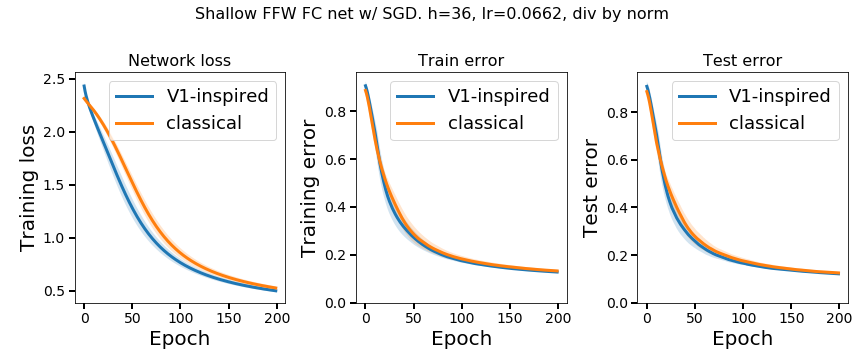 Shallow FFW FC net w/ SGD. h=36, lr=0.0662, div by norm
Network loss
Training loss
2.5
2.0
1.5
1.0
0.5
V1-inspired
classical
0
50
100
150
200
Epoch
Train error
Training error
0.8
0.6
0.4
0.2
0.0
V1-inspired
classical
0
50
100
150
200
Epoch
Test error
Test error
0.8
0.6
0.4
0.2
0.0
V1-inspired
classical
0
50
100
150
200
Epoch